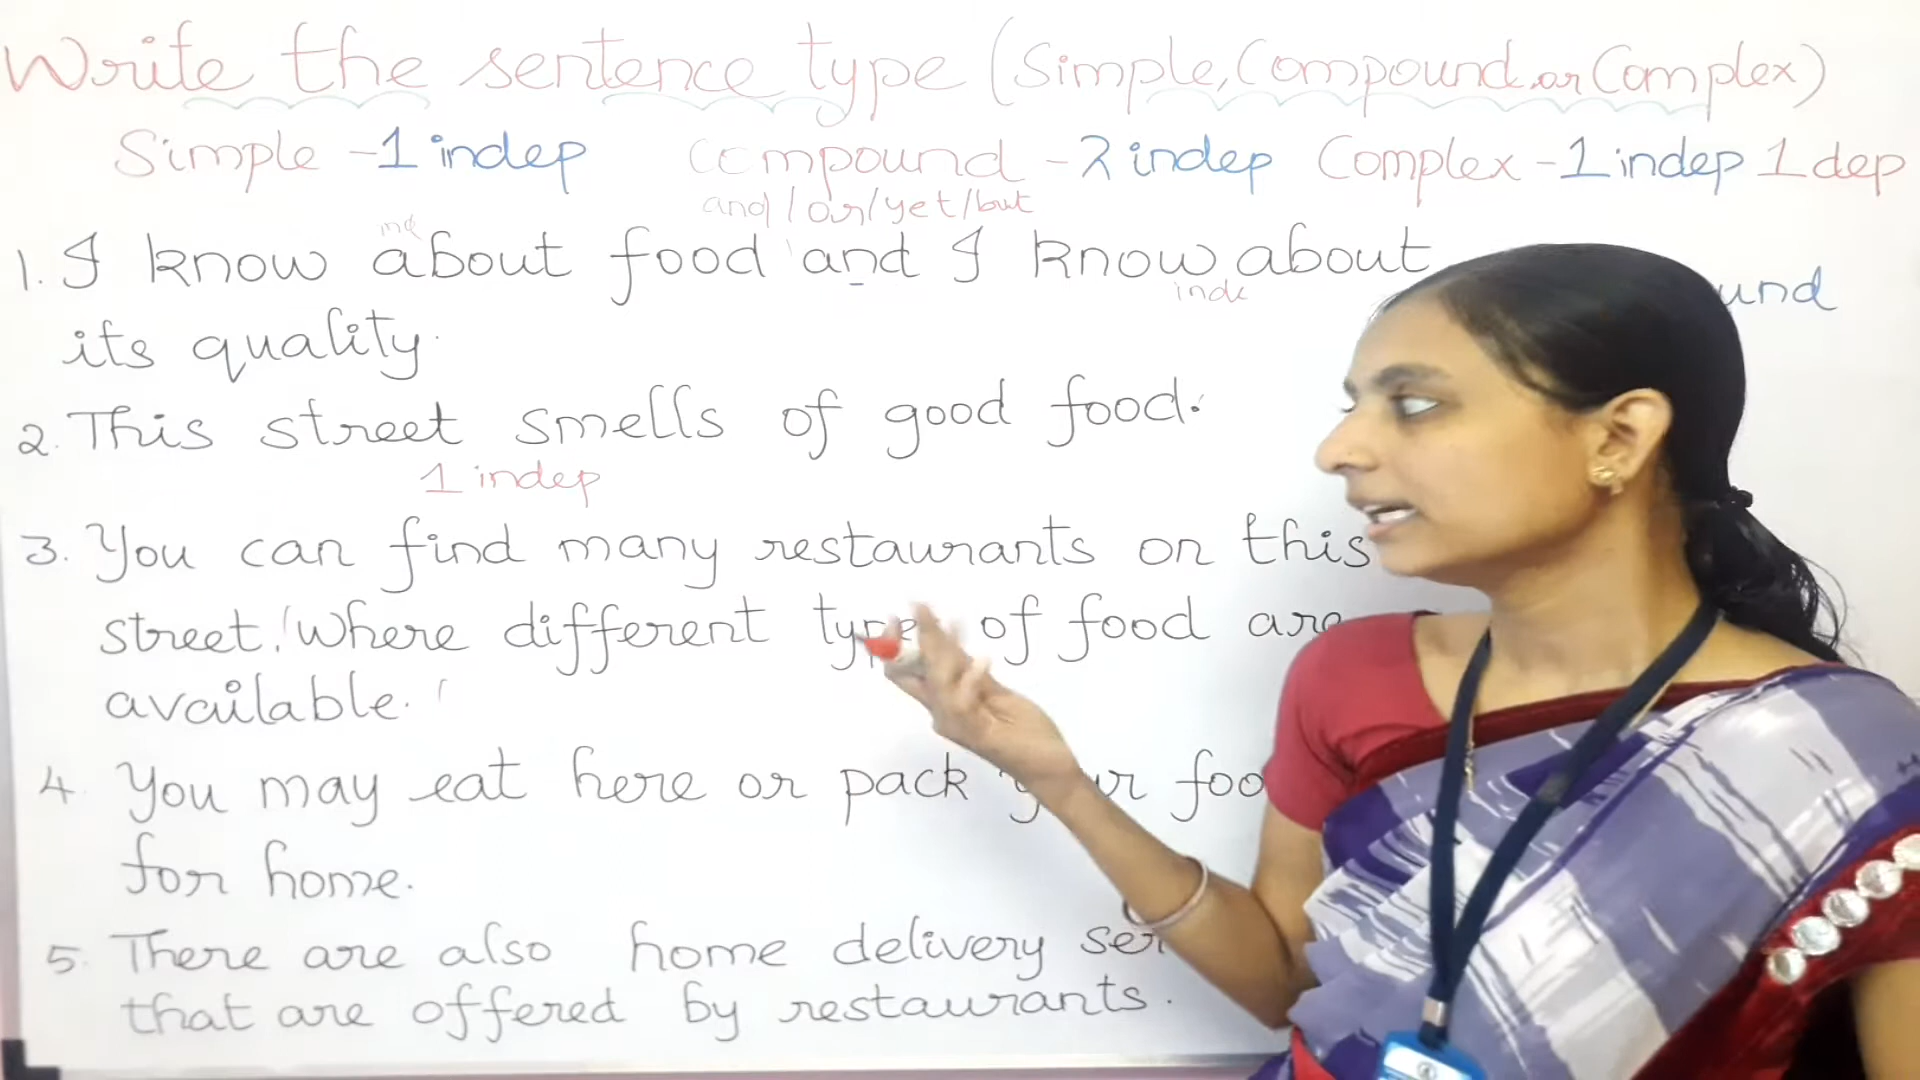 Write the sentence type (Simple, Compound or Complex)
Simple - 1 indep compound - 2 indep Complex - 1 indep 1 dep
and/or/yet/but
1. I know about food and I know about
its quality.
2. This street smells of good food.
1 indep
3. You can find many restaurants on this
street, where different types of food are
available.
4. You may eat here or pack your
for home.
5. There are also home delivery
that are offered by restaurants.